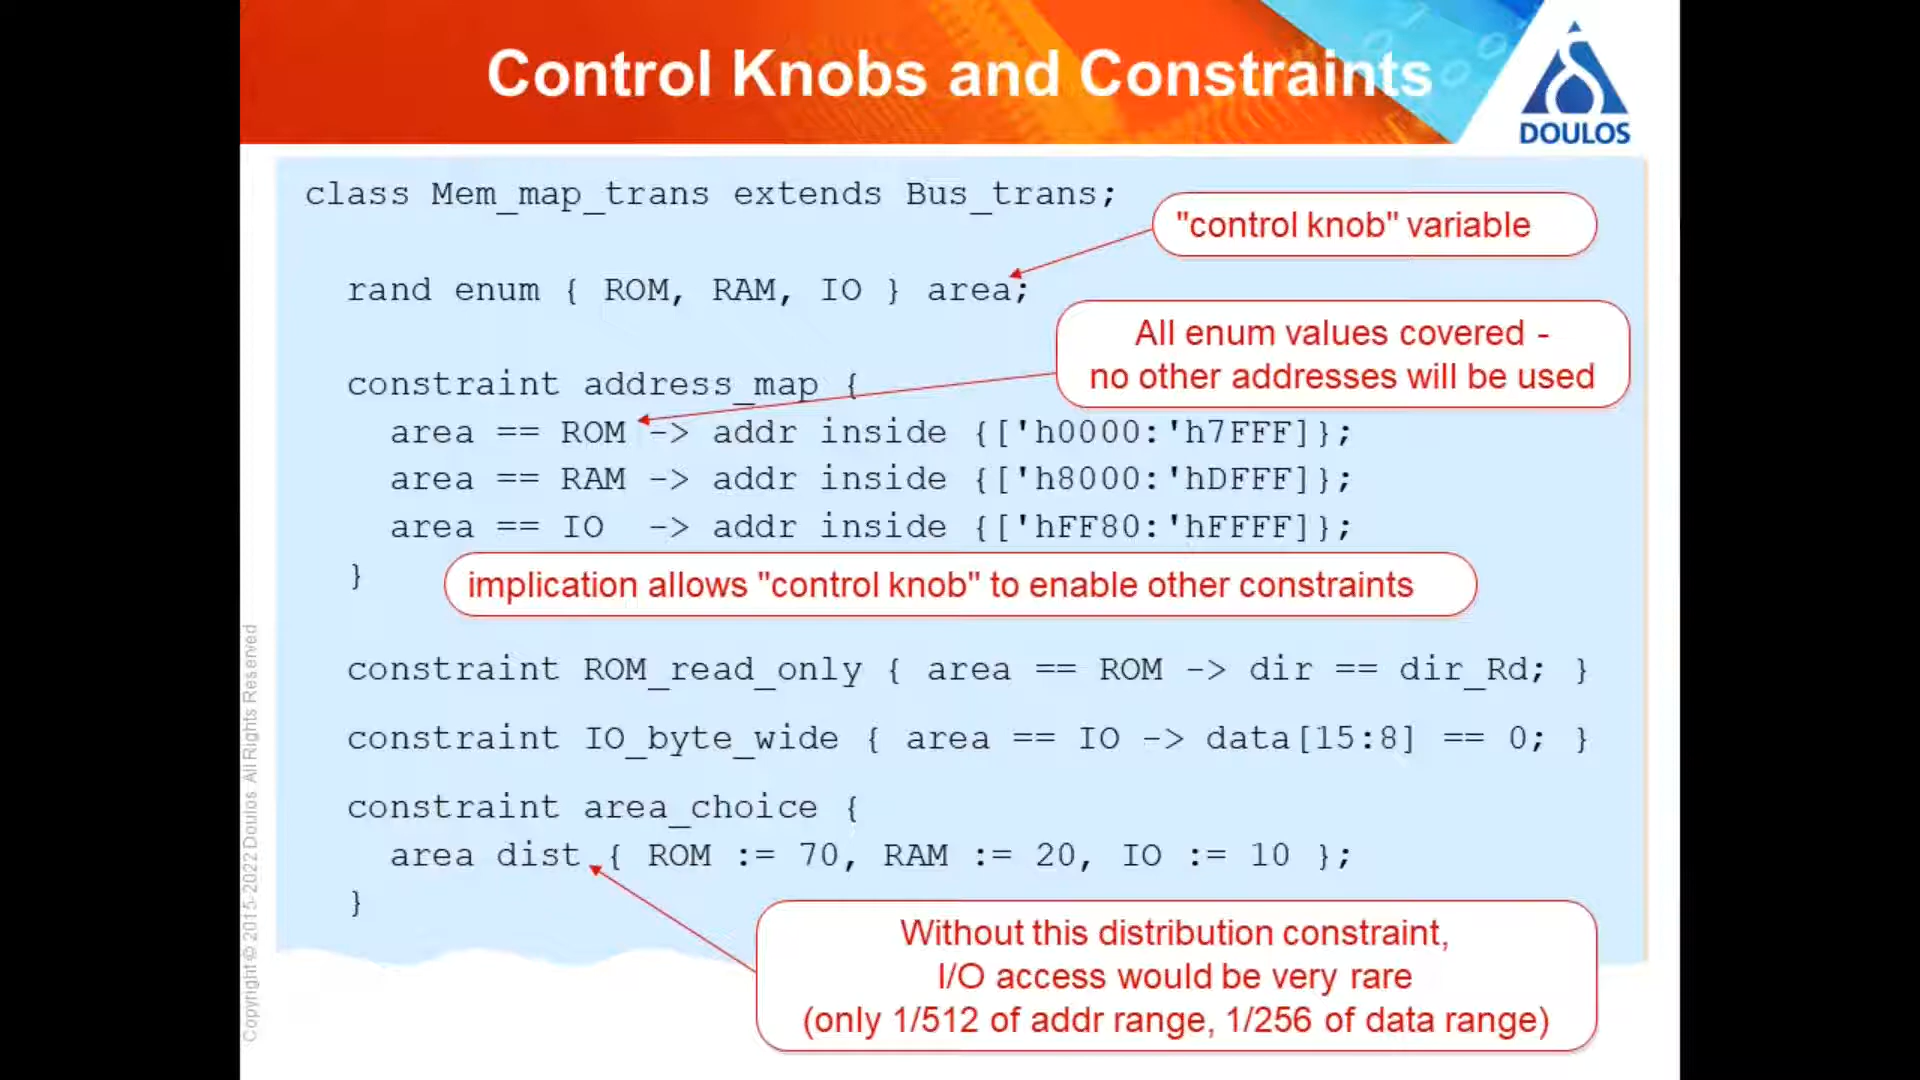 Control Knobs and Constraints
DOULOS
class Mem_map_trans extends Bus_trans;
"control knob" variable
rand enum { ROM, RAM, IO } area;
All enum values covered -
no other addresses will be used
constraint address_map {
area == ROM -> addr inside {['h0000:'h7FFF]};
area == RAM -> addr inside {['h8000:'hDFFF]};
area == IO -> addr inside {['hFF80:'hFFFF]};
}
implication allows "control knob" to enable other constraints
constraint ROM_read_only { area == ROM -> dir == dir_Rd; }
constraint IO_byte_wide { area == IO -> data[15:8] == 0; }
constraint area_choice {
area dist { ROM := 70, RAM := 20, IO := 10 };
}
Without this distribution constraint,
I/O access would be very rare
(only 1/512 of addr range, 1/256 of data range)
Copyright © 2015-2022 Doulos All Rights Reserved